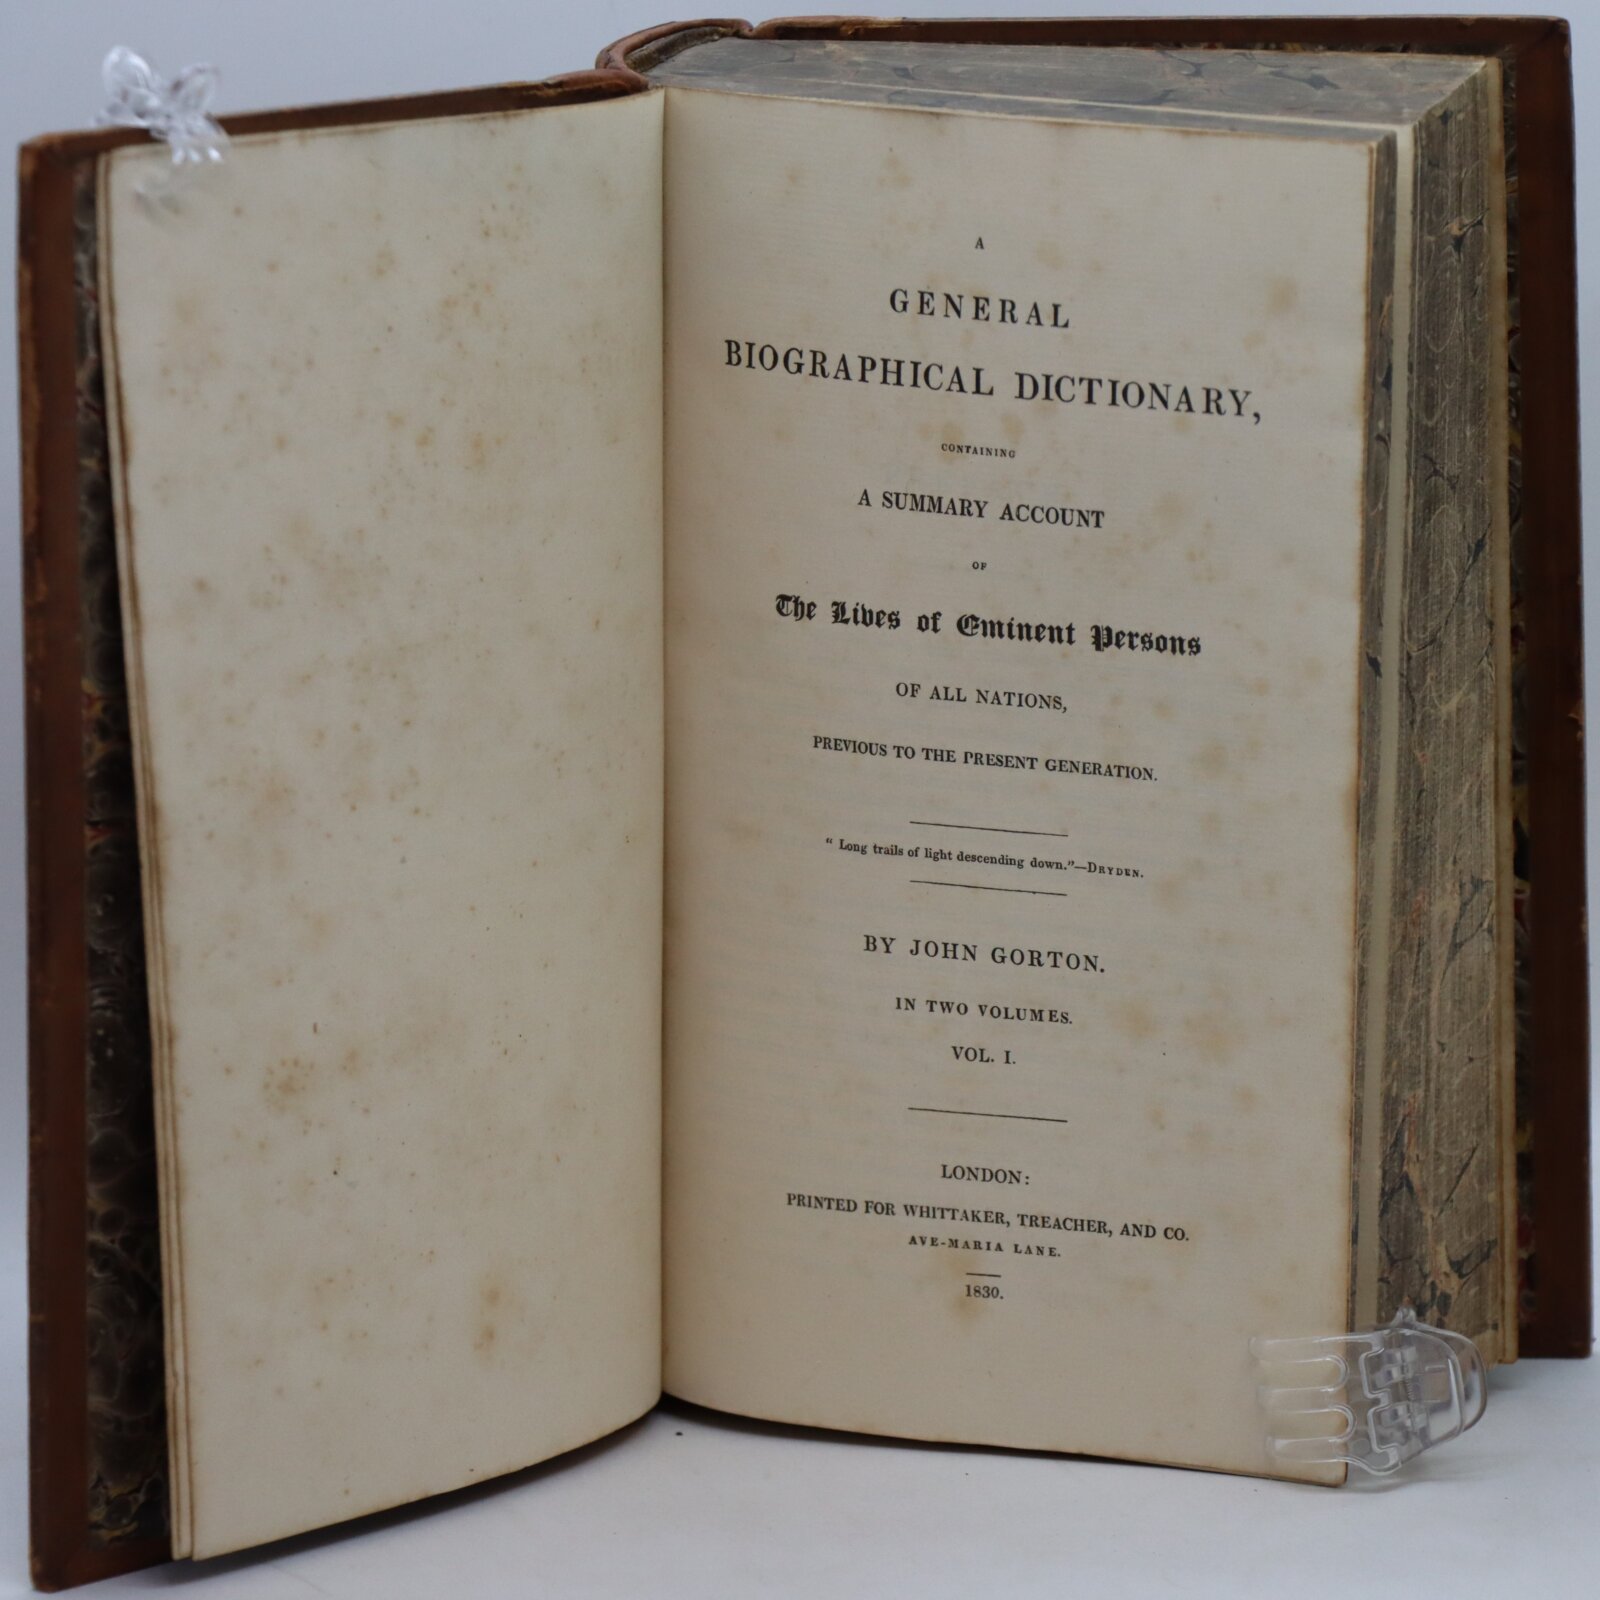 A
GENERAL
BIOGRAPHICAL DICTIONARY,
CONTAINING
A SUMMARY ACCOUNT
OF
The Lives of Eminent Persons
OF ALL NATIONS,
PREVIOUS TO THE PRESENT GENERATION.
“ Long trails of light descending down.”—DRYDEN.
BY JOHN GORTON.
IN TWO VOLUMES.
VOL. I.
LONDON:
PRINTED FOR WHITTAKER, TREACHER, AND CO.
AVE-MARIA LANE.
1830.